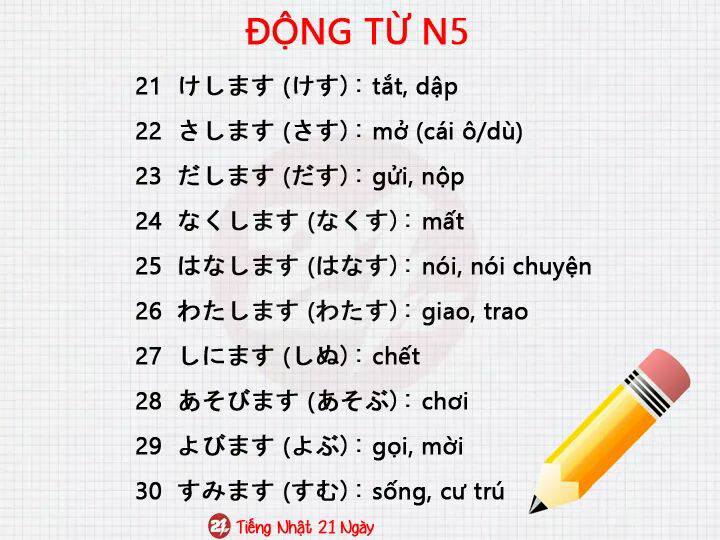 ĐỘNG TỪ N5
21 けします (けす) : tắt, dập
22 さします (さす) : mở (cái ô/dù)
23 だします (だす) : gửi, nộp
24 なくします (なくす) : mất
25 はなします (はなす) : nói, nói chuyện
26 わたします (わたす) : giao, trao
27 しにます (しぬ) : chết
28 あそびます (あそぶ) : chơi
29 よびます (よぶ) : gọi, mời
30 すみます (すむ) : sống, cư trú
21 Tiếng Nhật 21 Ngày